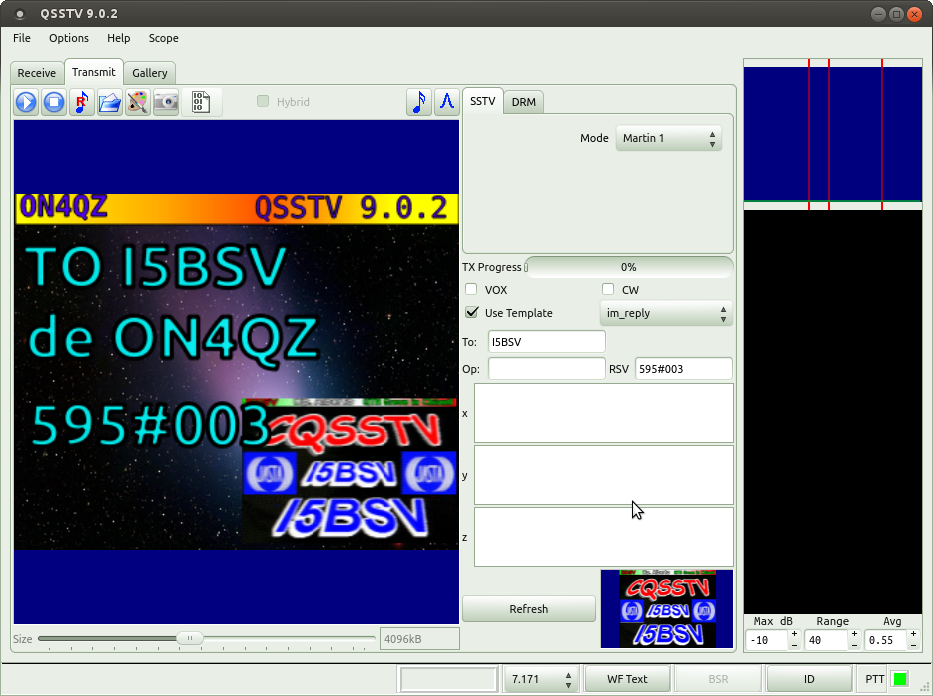 QSSTV 9.0.2
File Options Help Scope
Receive Transmit Gallery
Hybrid
SSTV DRM
Mode Martin 1
ON4QZ QSSTV 9.0.2
TO I5BSV
de ON4QZ
595#003
CQSSTV
I5BSV
I5BSV
TX Progress 0%
VOX CW
Use Template im_reply
To: I5BSV
Op: RSV 595#003
x
y
z
Refresh
CQSSTV
I5BSV
I5BSV
Size 4096kB
Max dB Range Avg
-10 40 0.55
7.171 WF Text BSR ID PTT